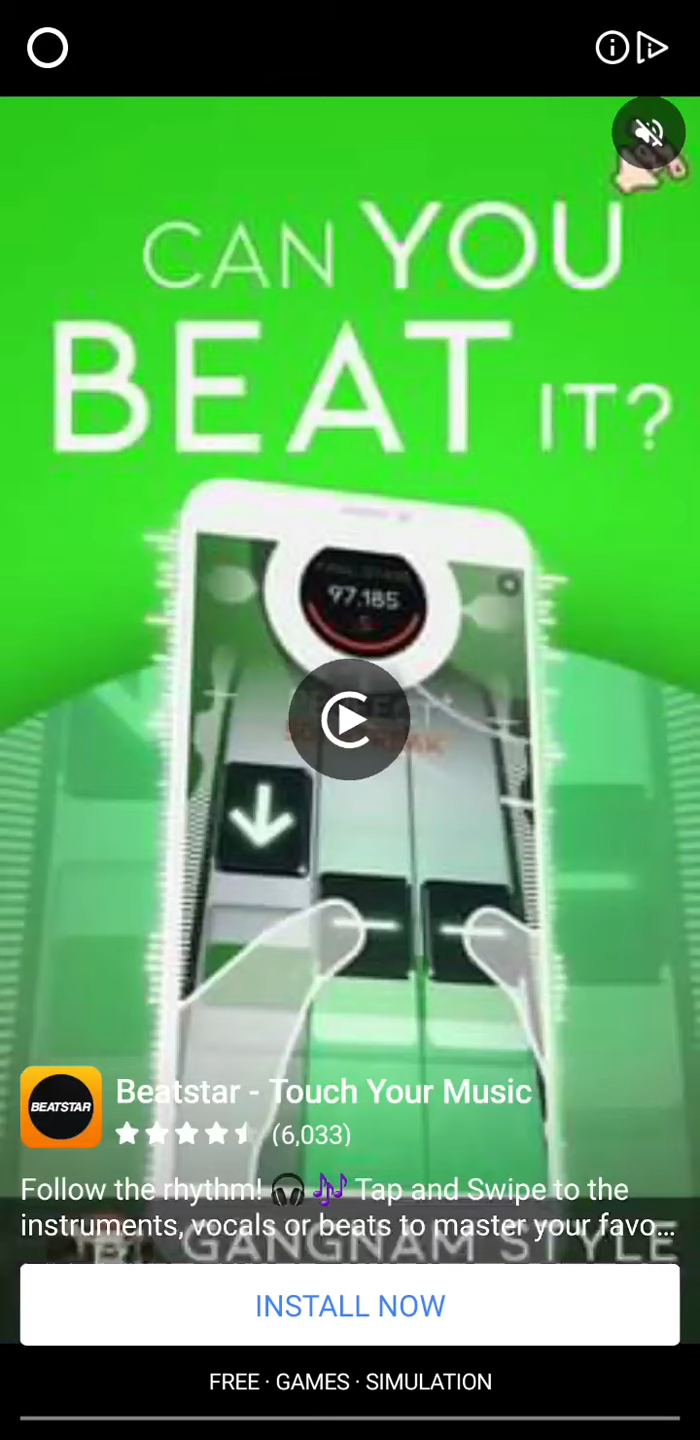 CAN YOU
BEAT IT?
97.185
BEATSTAR
Beatstar - Touch Your Music
(6,033)
Follow the rhythm! 🎧 🎶 Tap and Swipe to the
instruments, vocals or beats to master your favo...
GANGNAM STYLE
INSTALL NOW
FREE · GAMES · SIMULATION